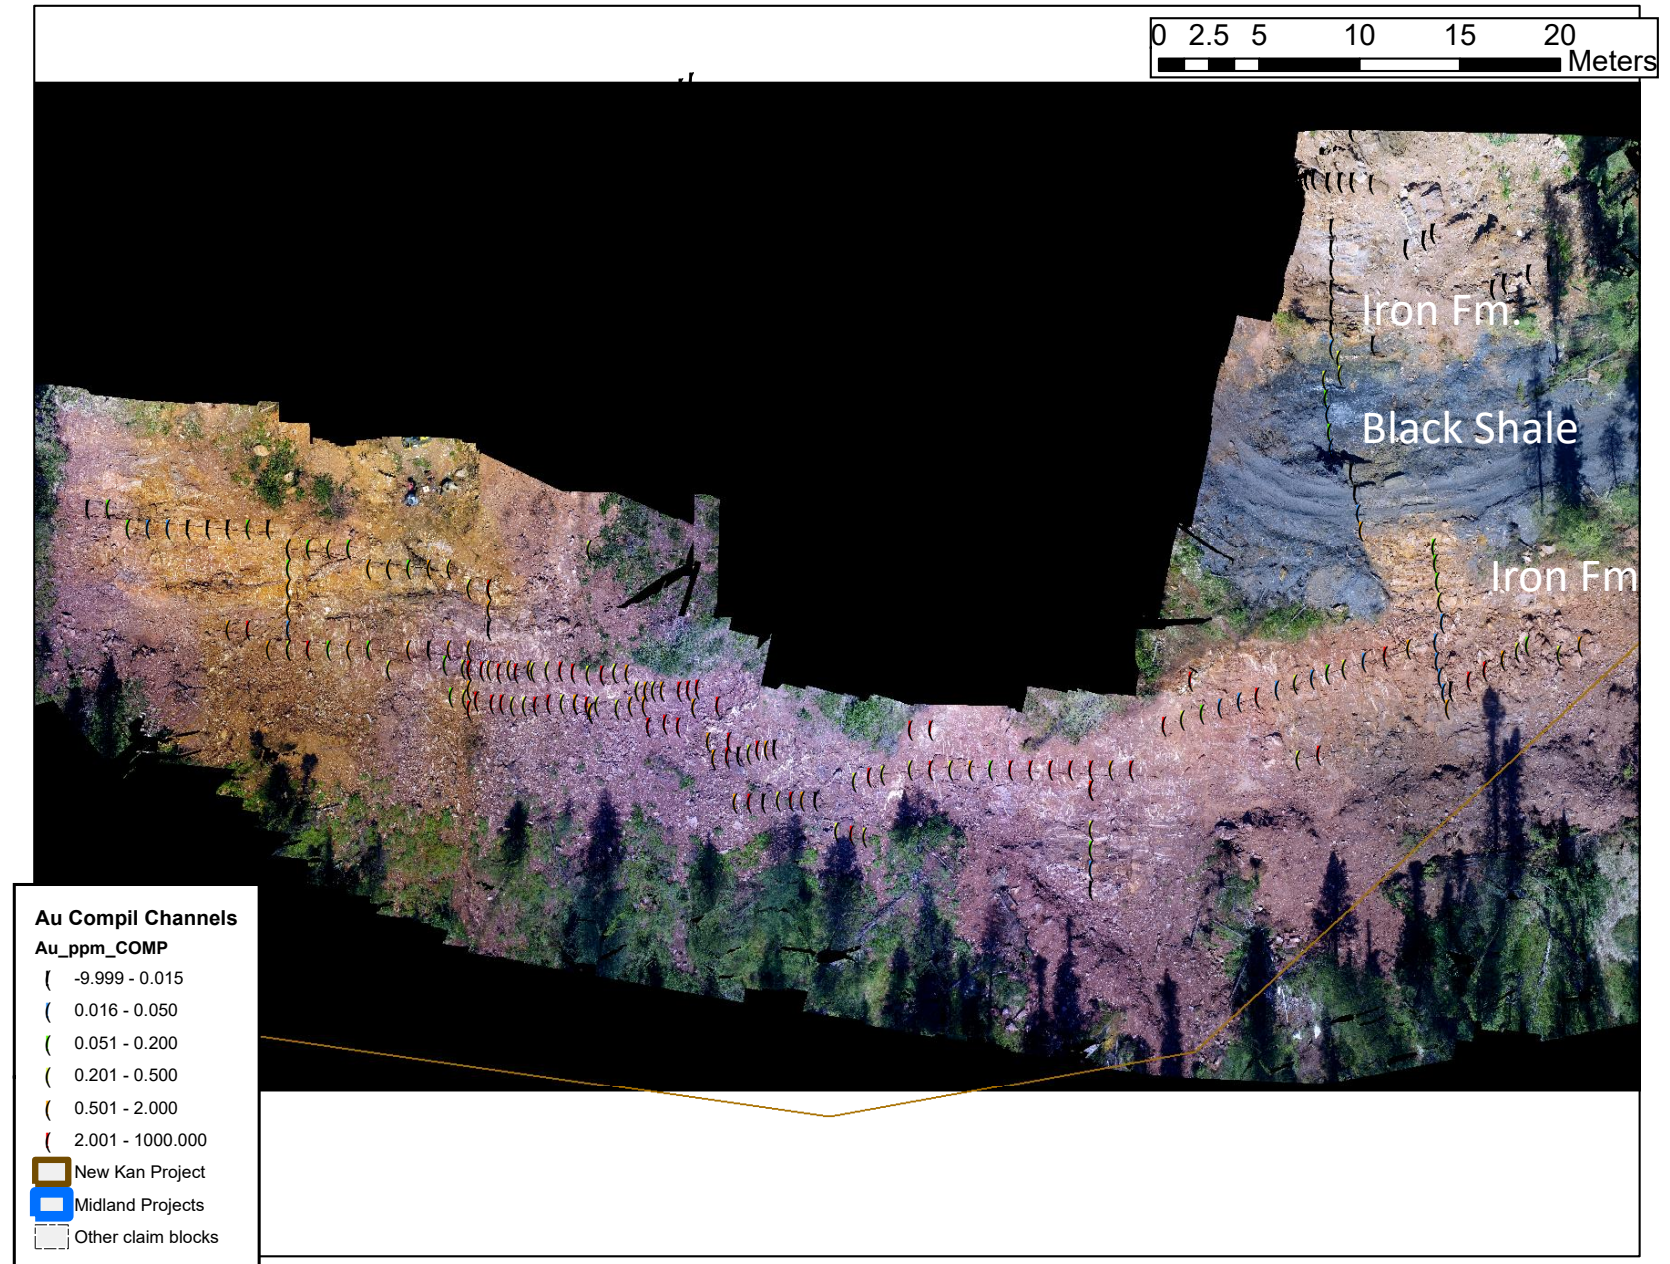 0 2.5 5 10 15 20
Meters
Iron Fm.
Black Shale
Iron Fm
Au Compil Channels
Au_ppm_COMP
-9.999 - 0.015
0.016 - 0.050
0.051 - 0.200
0.201 - 0.500
0.501 - 2.000
2.001 - 1000.000
New Kan Project
Midland Projects
Other claim blocks